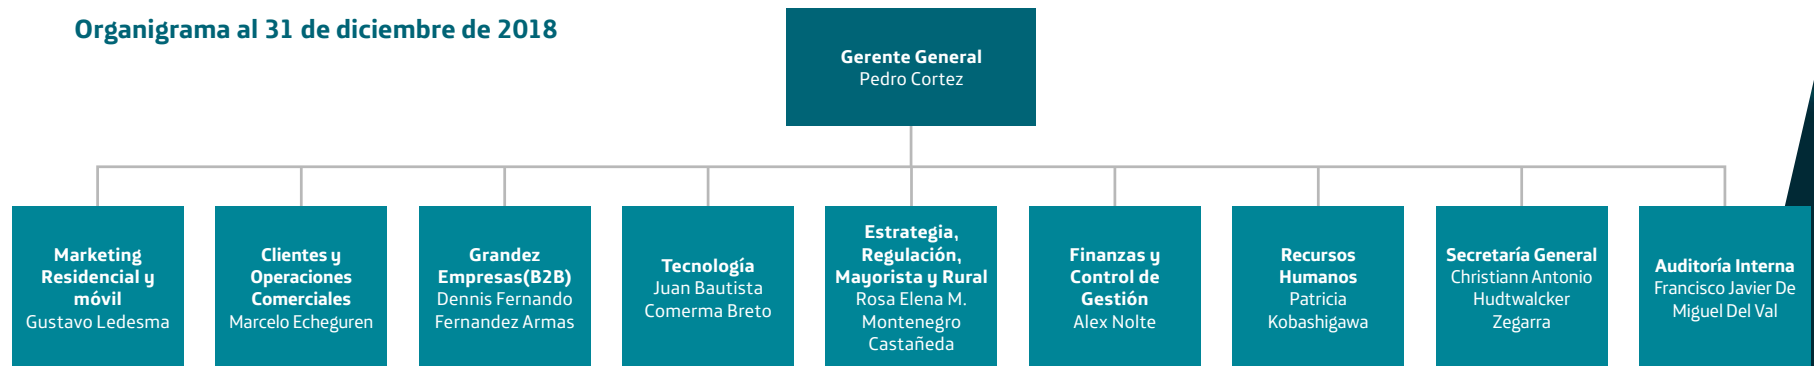 Organigrama al 31 de diciembre de 2018
Gerente General
Pedro Cortez
Marketing
Residencial y
móvil
Gustavo Ledesma
Clientes y
Operaciones
Comerciales
Marcelo Echeguren
Grandez
Empresas(B2B)
Dennis Fernando
Fernandez Armas
Tecnología
Juan Bautista
Comerma Breto
Estrategia,
Regulación,
Mayorista y Rural
Rosa Elena M.
Montenegro
Castañeda
Finanzas y
Control de
Gestión
Alex Nolte
Recursos
Humanos
Patricia
Kobashigawa
Secretaría General
Christiann Antonio
Hudtwalcker
Zegarra
Auditoría Interna
Francisco Javier De
Miguel Del Val